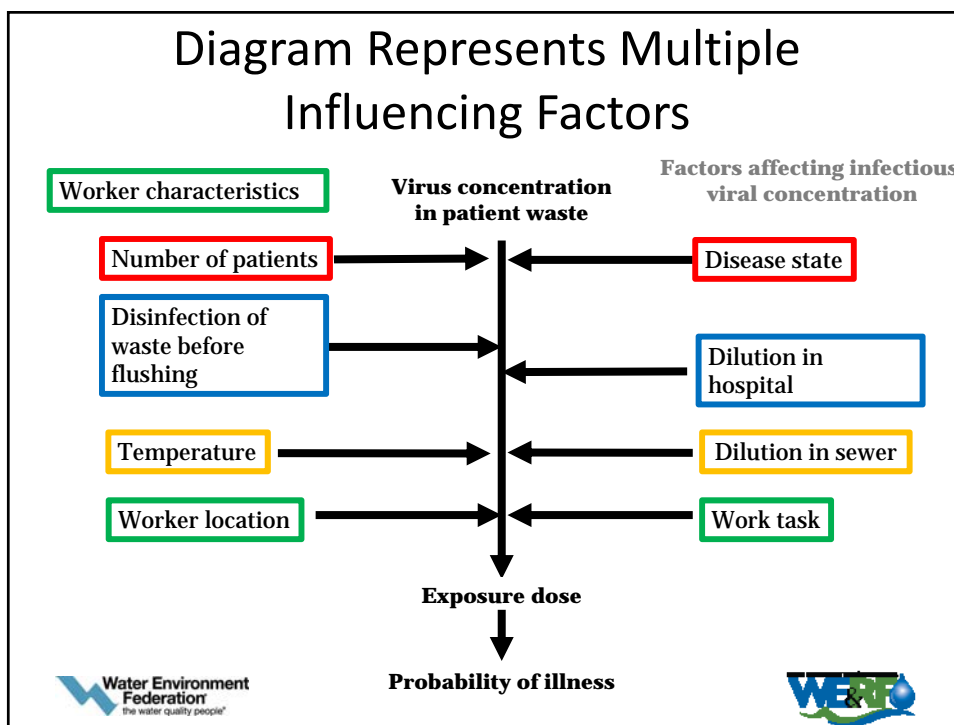 Diagram Represents Multiple
Influencing Factors
Worker characteristics
Virus concentration
in patient waste
Factors affecting infectious
viral concentration
Number of patients
Disease state
Disinfection of
waste before
flushing
Dilution in
hospital
Temperature
Dilution in sewer
Worker location
Work task
Exposure dose
Probability of illness
Water Environment
Federation
the water quality people®
WE&RF